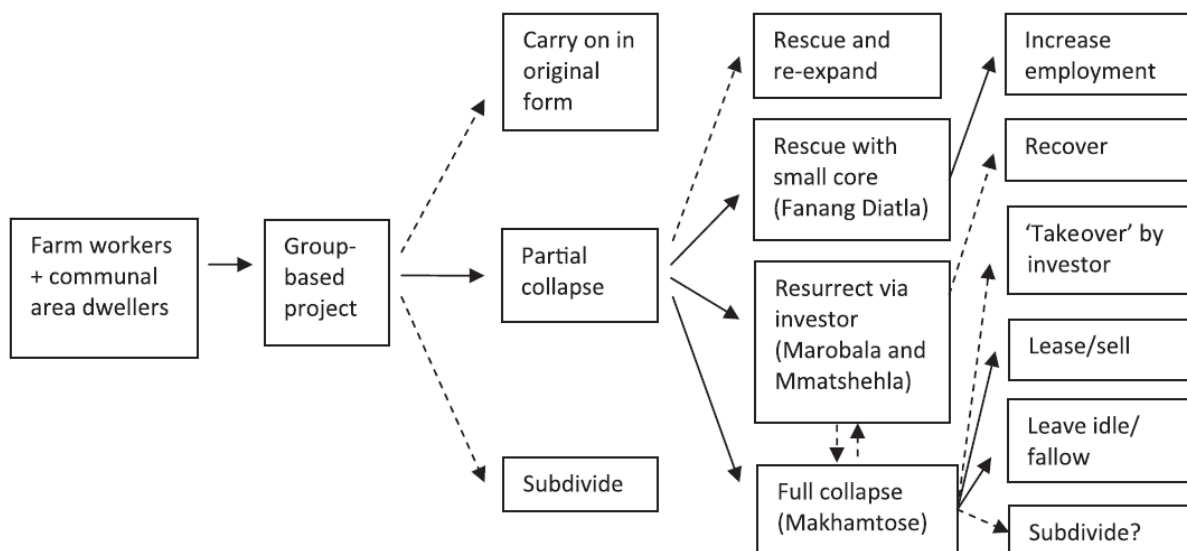 Farm workers
+ communal
area dwellers
Group-
based
project
Carry on in
original
form
Partial
collapse
Subdivide
Rescue and
re-expand
Rescue with
small core
(Fanang Diatla)
Resurrect via
investor
(Marobala and
Mmatshehla)
Full collapse
(Makhamtose)
Increase
employment
Recover
‘Takeover’ by
investor
Lease/sell
Leave idle/
fallow
Subdivide?